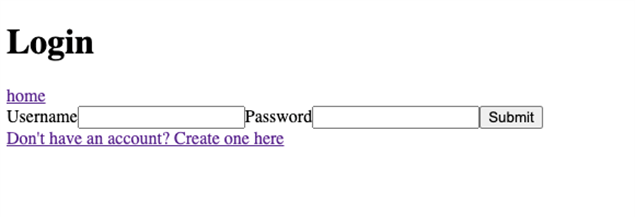 Login
home
Username Password Submit
Don't have an account? Create one here